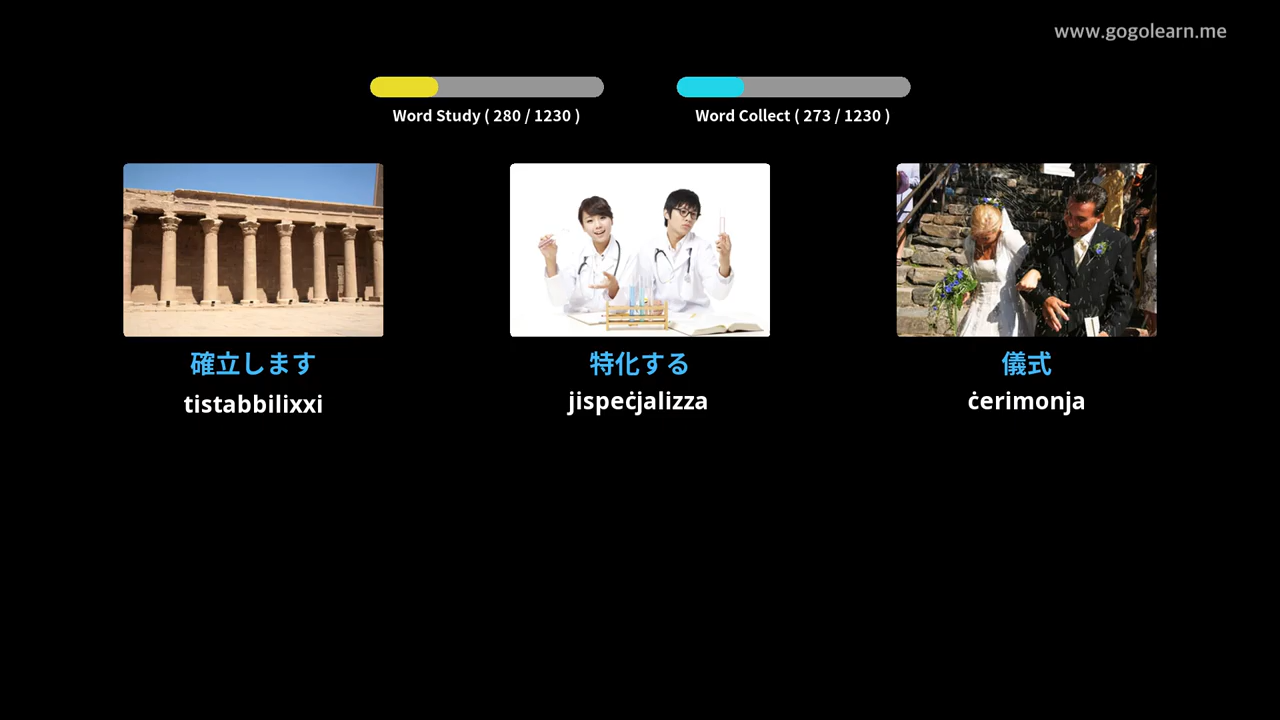 www.gogolearn.me
Word Study ( 280 / 1230 )
Word Collect ( 273 / 1230 )
確立します
特化する
儀式
tistabbilixxi
jispeċjalizza
ċerimonja